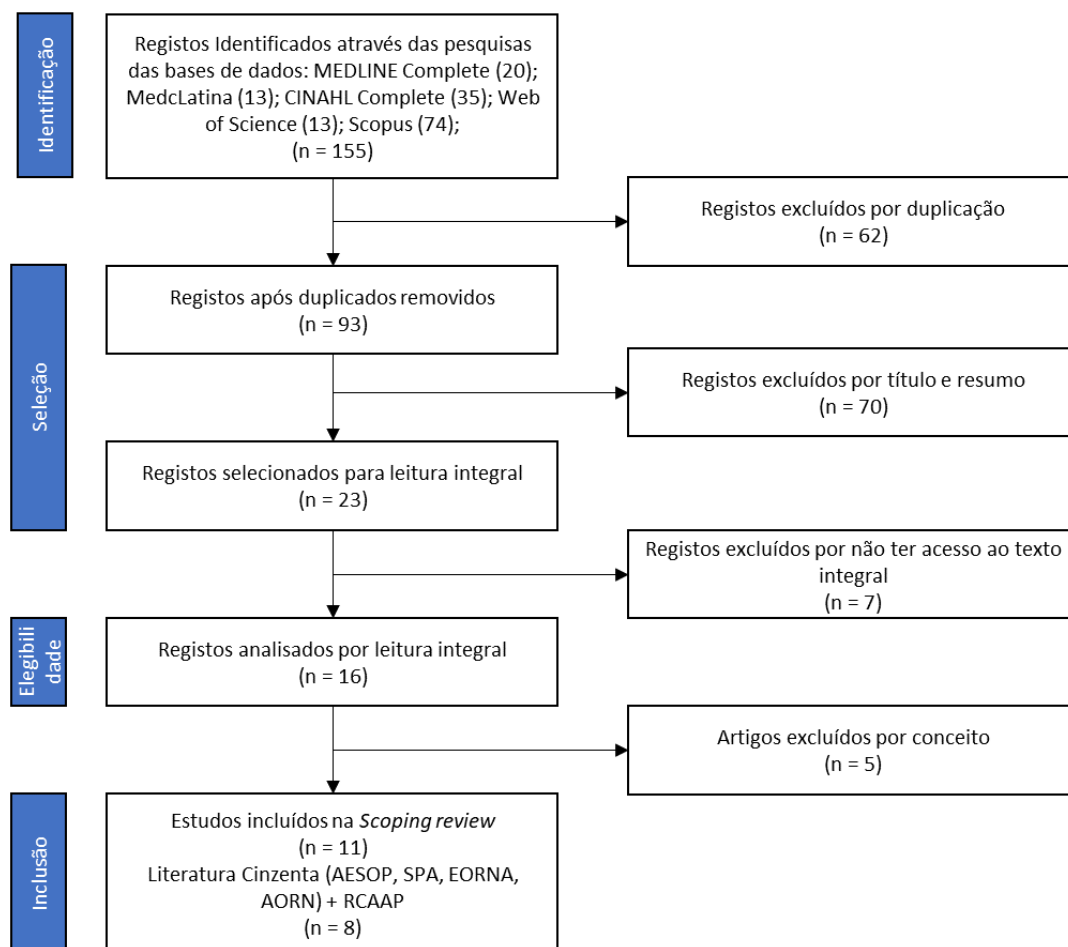 Identificação
Registos Identificados através das pesquisas
das bases de dados: MEDLINE Complete (20);
MedcLatina (13); CINAHL Complete (35); Web
of Science (13); Scopus (74);
(n = 155)
Registos excluídos por duplicação
(n = 62)
Seleção
Registos após duplicados removidos
(n = 93)
Registos excluídos por título e resumo
(n = 70)
Registos selecionados para leitura integral
(n = 23)
Registos excluídos por não ter acesso ao texto
integral
(n = 7)
Elegibili
dade
Registos analisados por leitura integral
(n = 16)
Artigos excluídos por conceito
(n = 5)
Inclusão
Estudos incluídos na Scoping review
(n = 11)
Literatura Cinzenta (AESOP, SPA, EORNA,
AORN) + RCAAP
(n = 8)